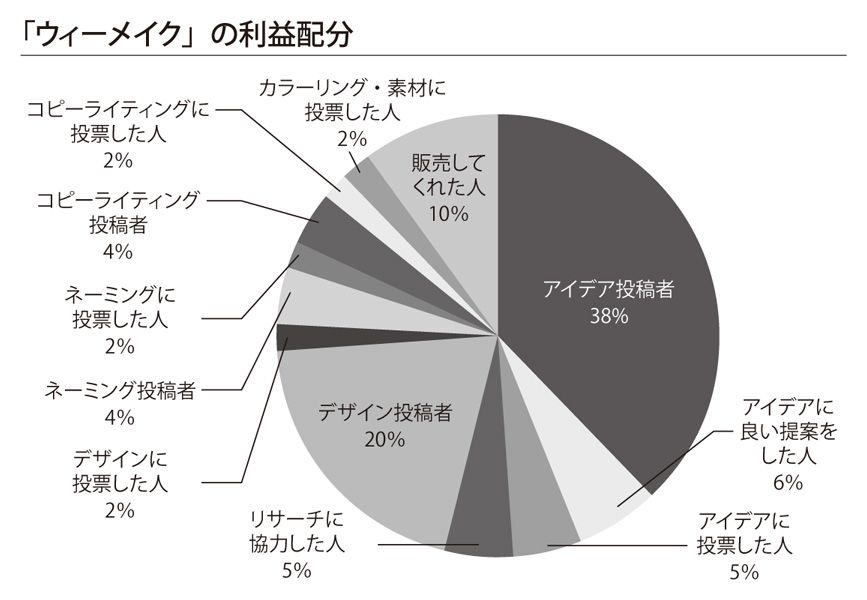 「ウィーメイク」の利益配分
カラーリング・素材に
投票した人
2%
コピーライティングに
投票した人
2%
販売して
くれた人
10%
コピーライティング
投稿者
4%
アイデア投稿者
38%
ネーミングに
投票した人
2%
ネーミング投稿者
4%
デザイン投稿者
20%
アイデアに
良い提案を
した人
6%
デザインに
投票した人
2%
リサーチに
協力した人
5%
アイデアに
投票した人
5%